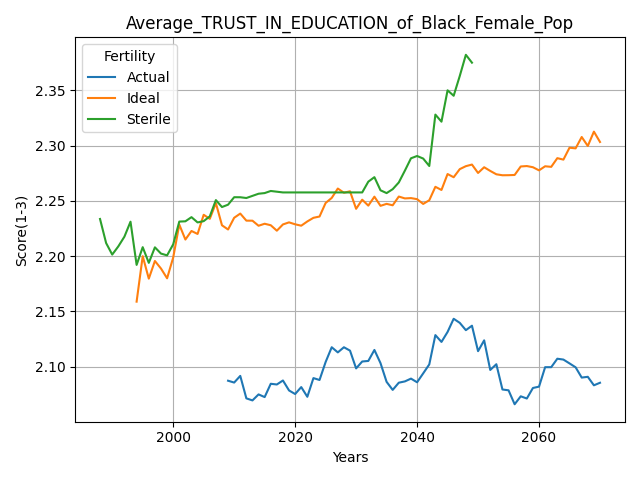 Average_TRUST_IN_EDUCATION_of_Black_Female_Pop
Fertility
Actual
Ideal
Sterile
Score(1-3)
2.35
2.30
2.25
2.20
2.15
2.10
2000 2020 2040 2060
Years